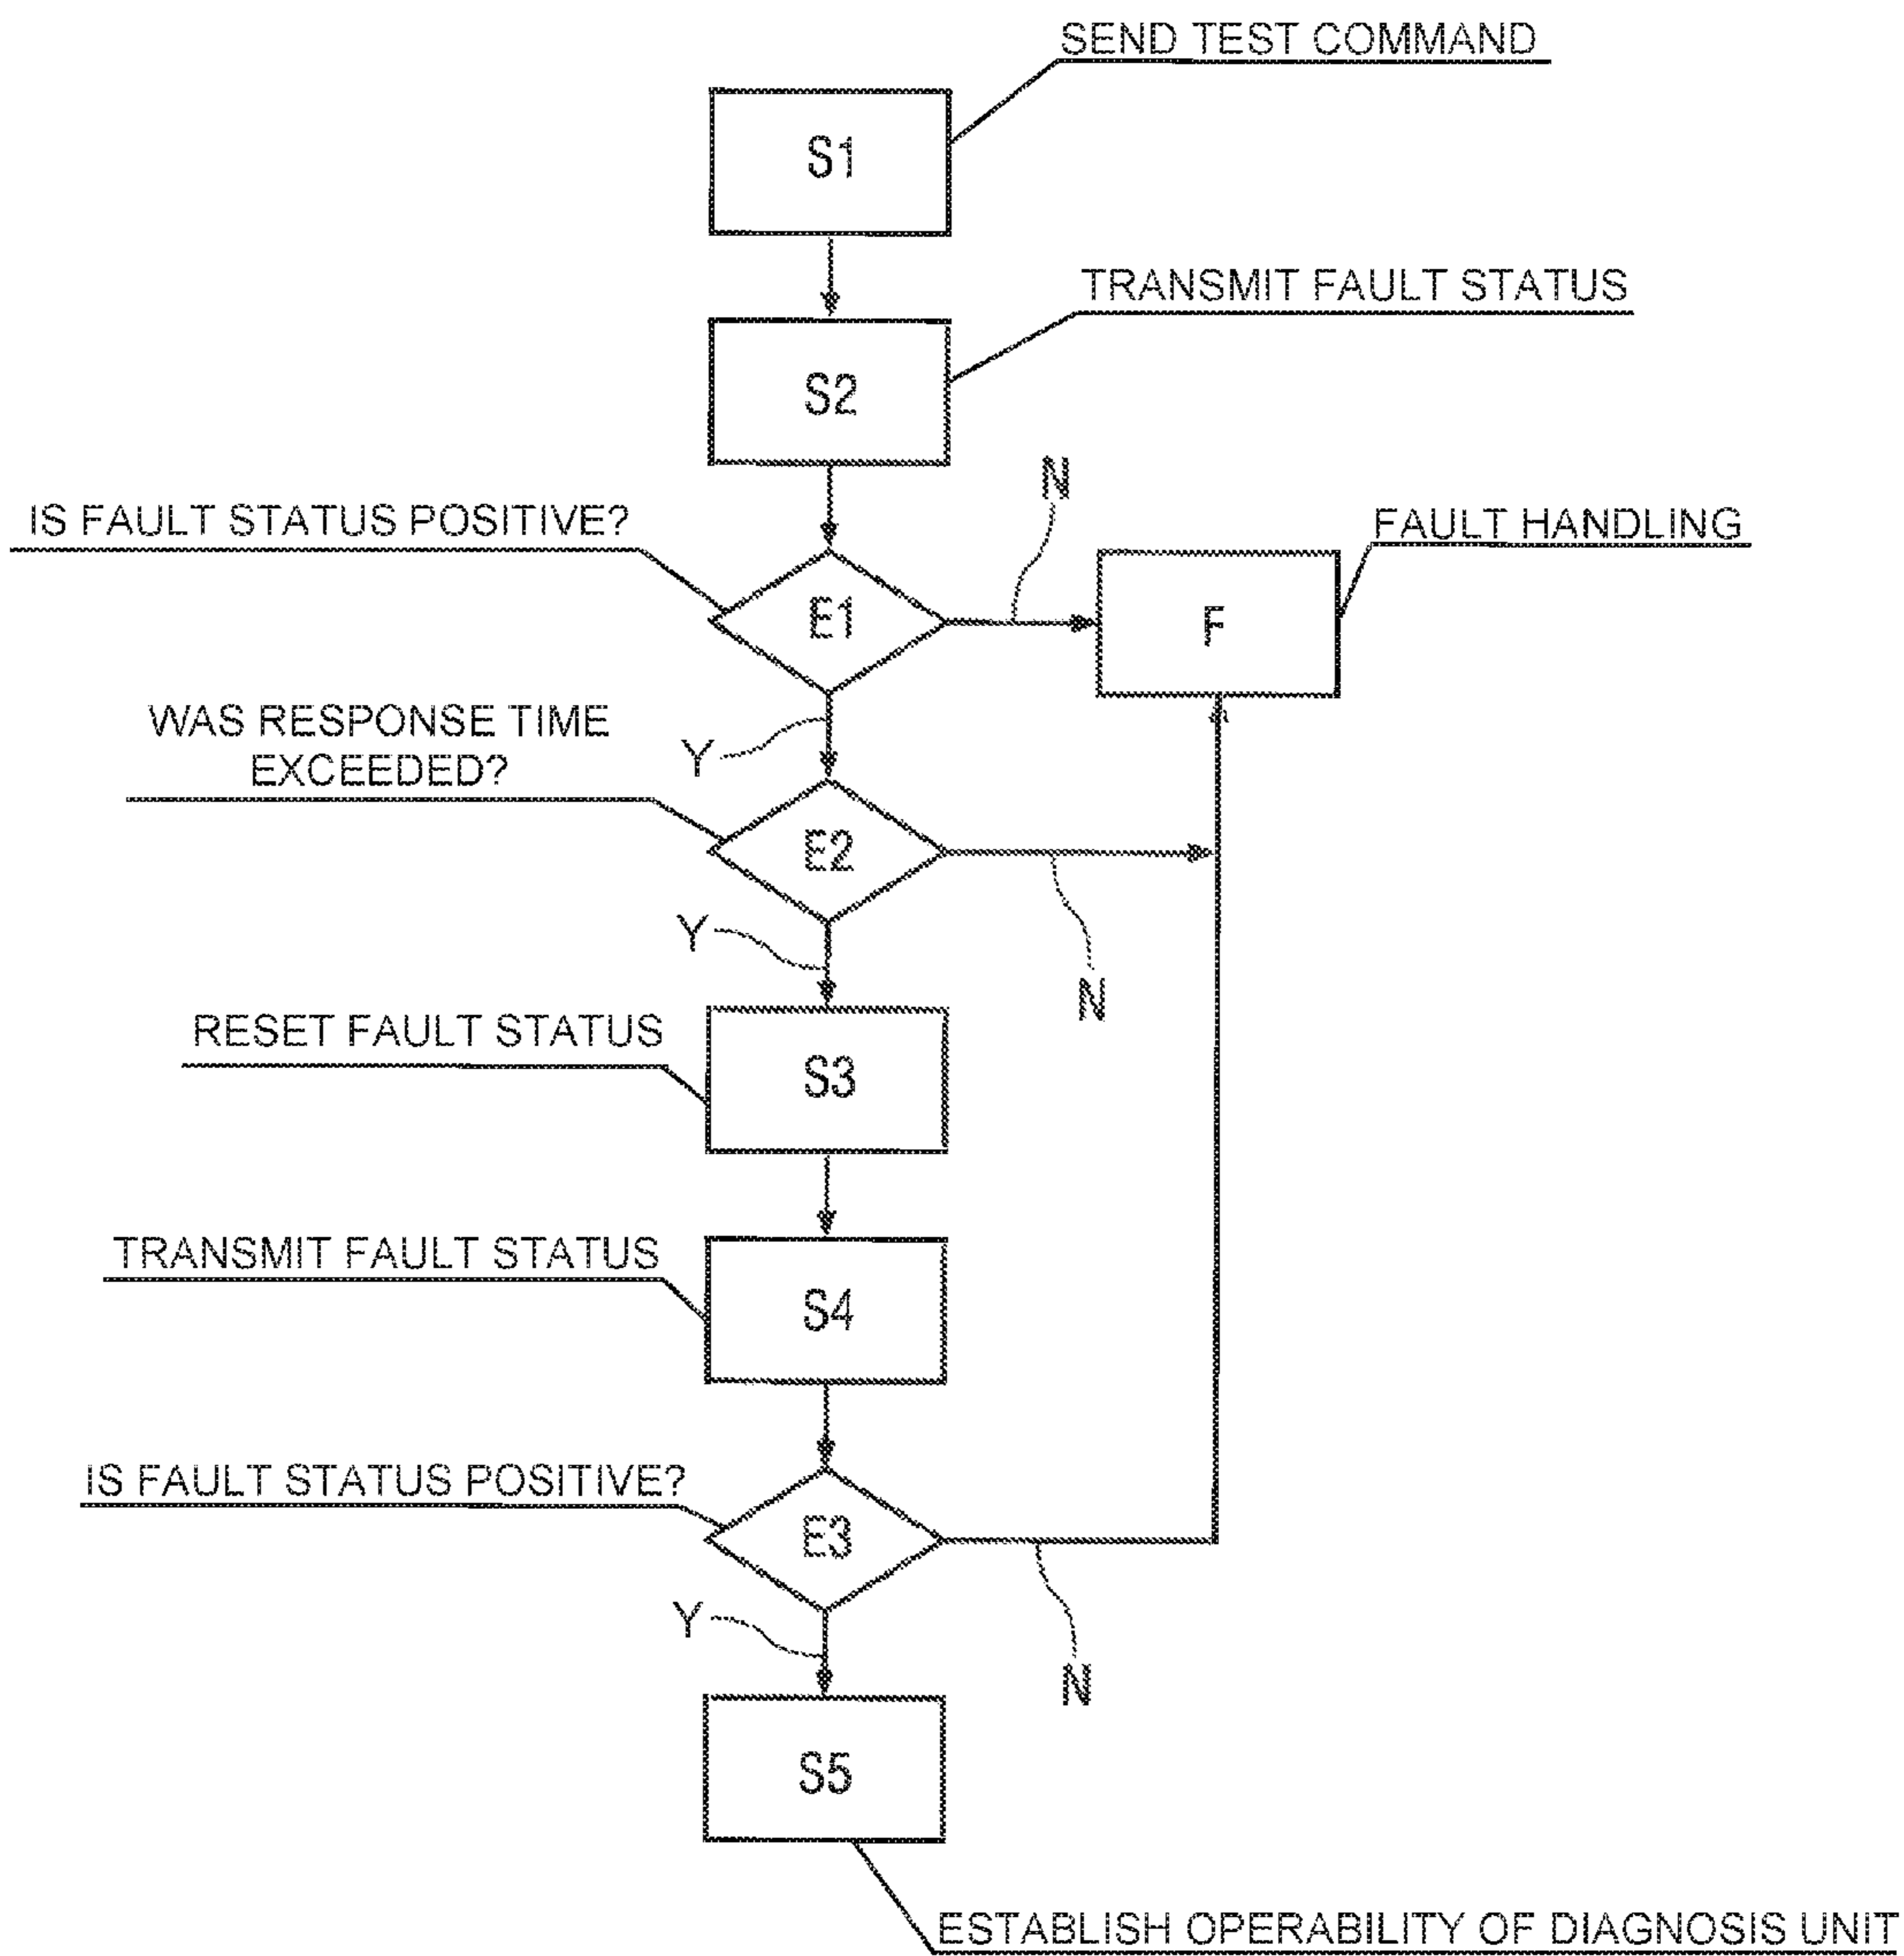 SEND TEST COMMAND
S1
TRANSMIT FAULT STATUS
S2
N
IS FAULT STATUS POSITIVE?
FAULT HANDLING
E1
F
WAS RESPONSE TIME
EXCEEDED?
Y
E2
Y
N
RESET FAULT STATUS
S3
TRANSMIT FAULT STATUS
S4
IS FAULT STATUS POSITIVE?
E3
Y
N
S5
ESTABLISH OPERABILITY OF DIAGNOSIS UNIT